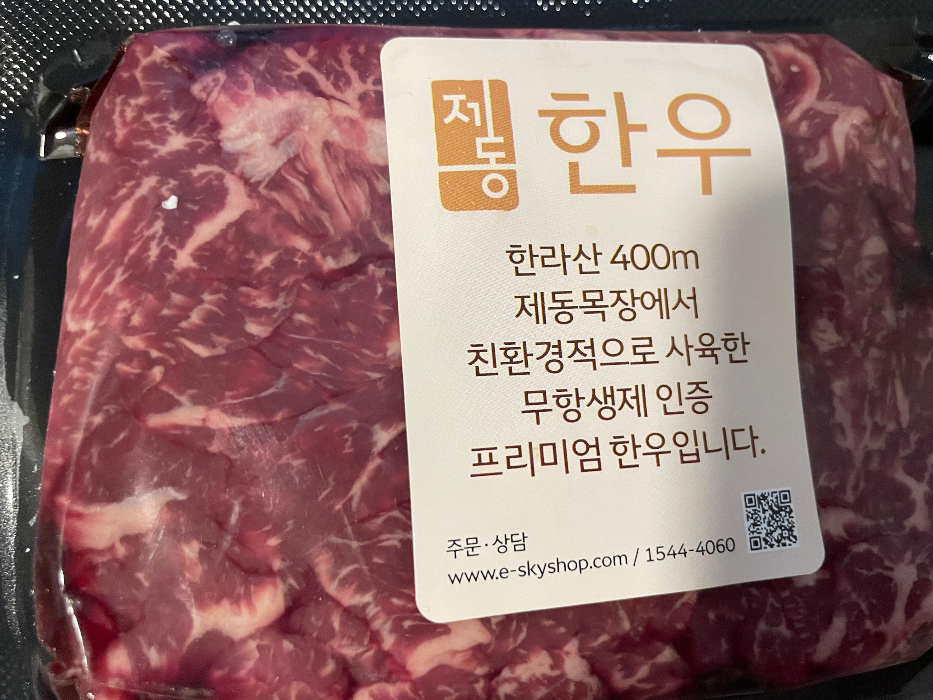 제동 한우
한라산 400m
제동목장에서
친환경적으로 사육한
무항생제 인증
프리미엄 한우입니다.
주문·상담
www.e-skyshop.com / 1544-4060